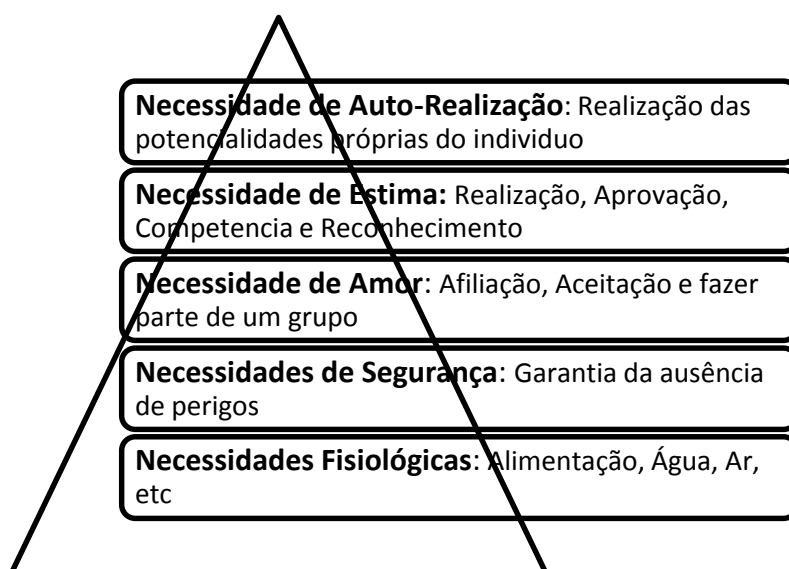 Necessidade de Auto-Realização: Realização das
potencialidades próprias do individuo
Necessidade de Estima: Realização, Aprovação,
Competencia e Reconhecimento
Necessidade de Amor: Afiliação, Aceitação e fazer
parte de um grupo
Necessidades de Segurança: Garantia da ausência
de perigos
Necessidades Fisiológicas: Alimentação, Água, Ar,
etc